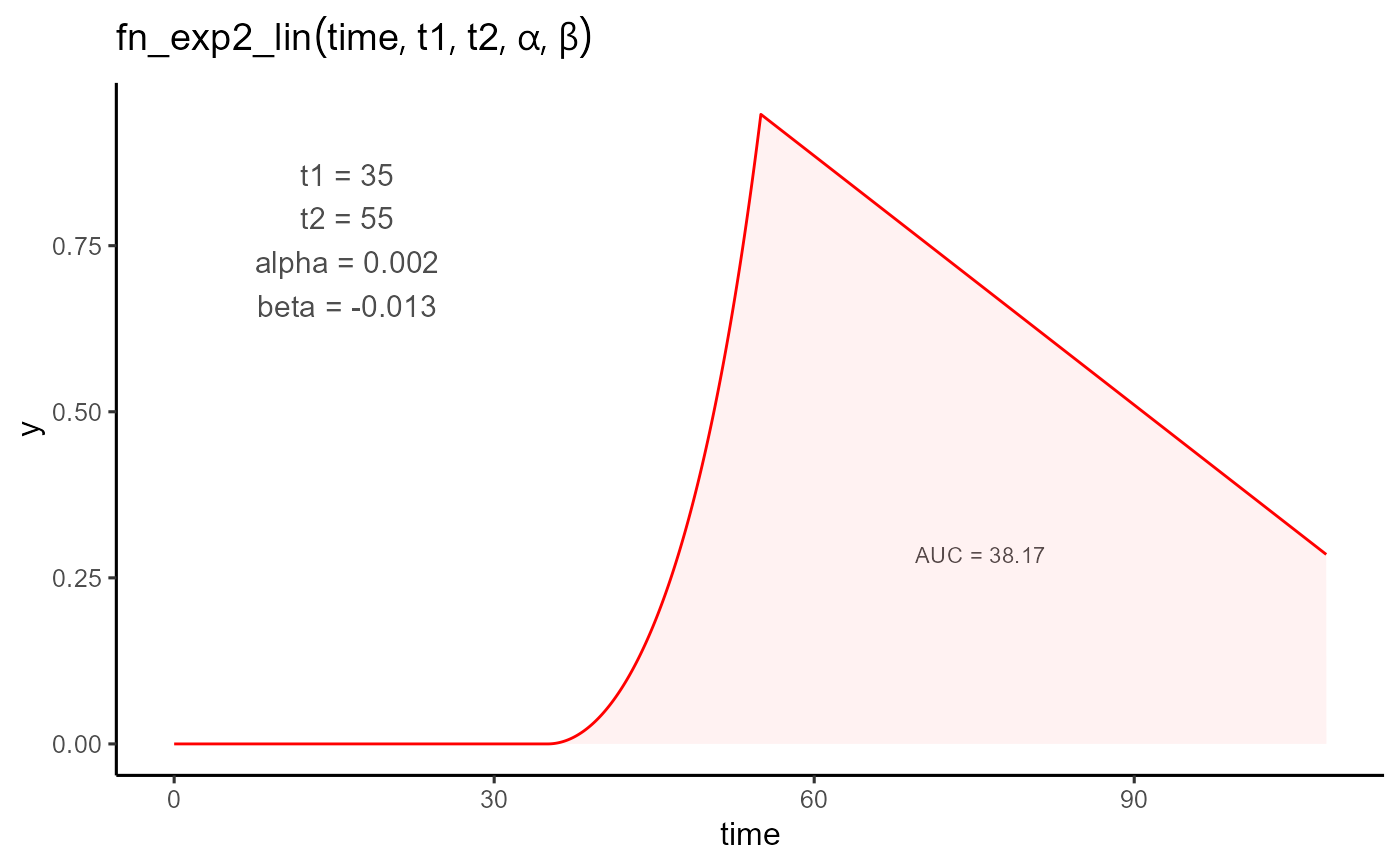 fn_exp2_lin(time, t1, t2, α, β)
t1 = 35
t2 = 55
alpha = 0.002
beta = -0.013
0.75
0.50
0.25
0.00
y
AUC = 38.17
0
30
60
90
time